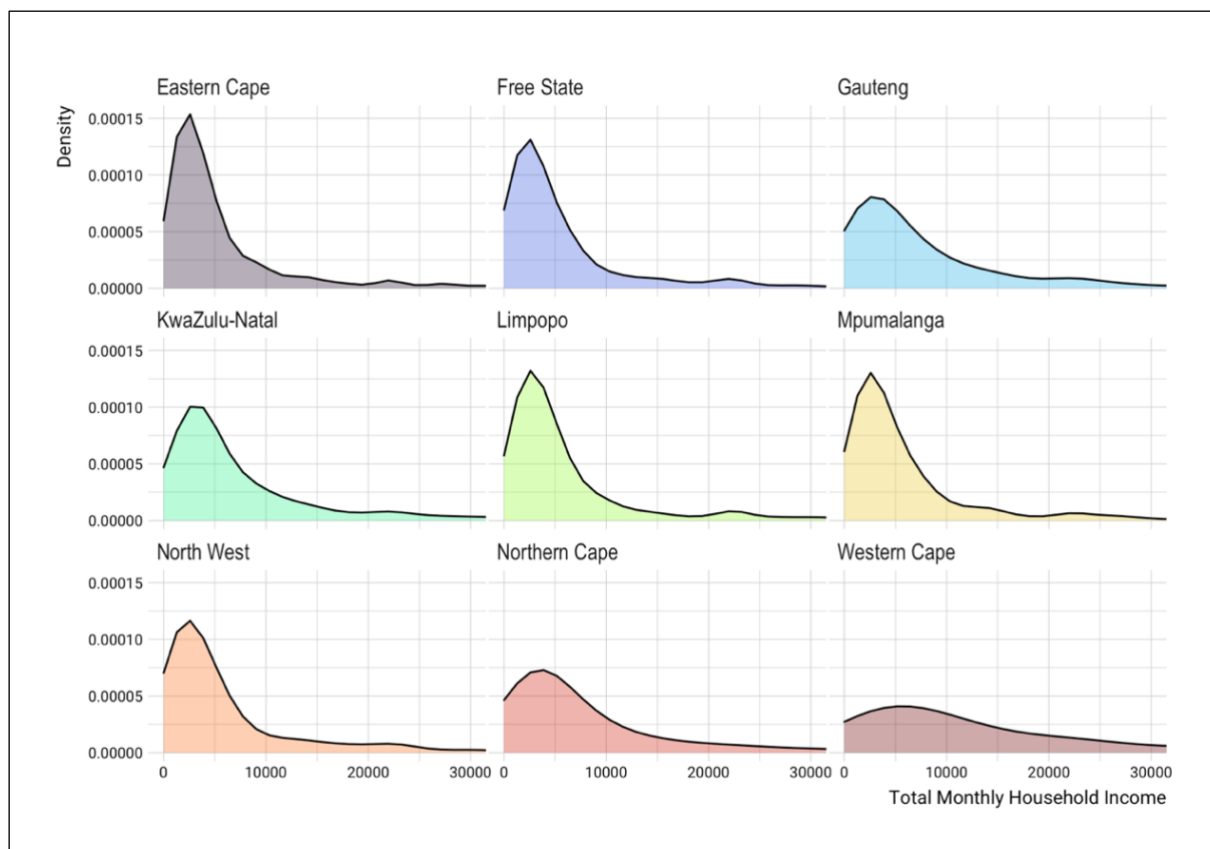 Eastern Cape Free State Gauteng
Density
0.00015
0.00010
0.00005
0.00000
KwaZulu-Natal Limpopo Mpumalanga
0.00015
0.00010
0.00005
0.00000
North West Northern Cape Western Cape
0.00015
0.00010
0.00005
0.00000
0 10000 20000 30000 0 10000 20000 30000 0 10000 20000 30000
Total Monthly Household Income